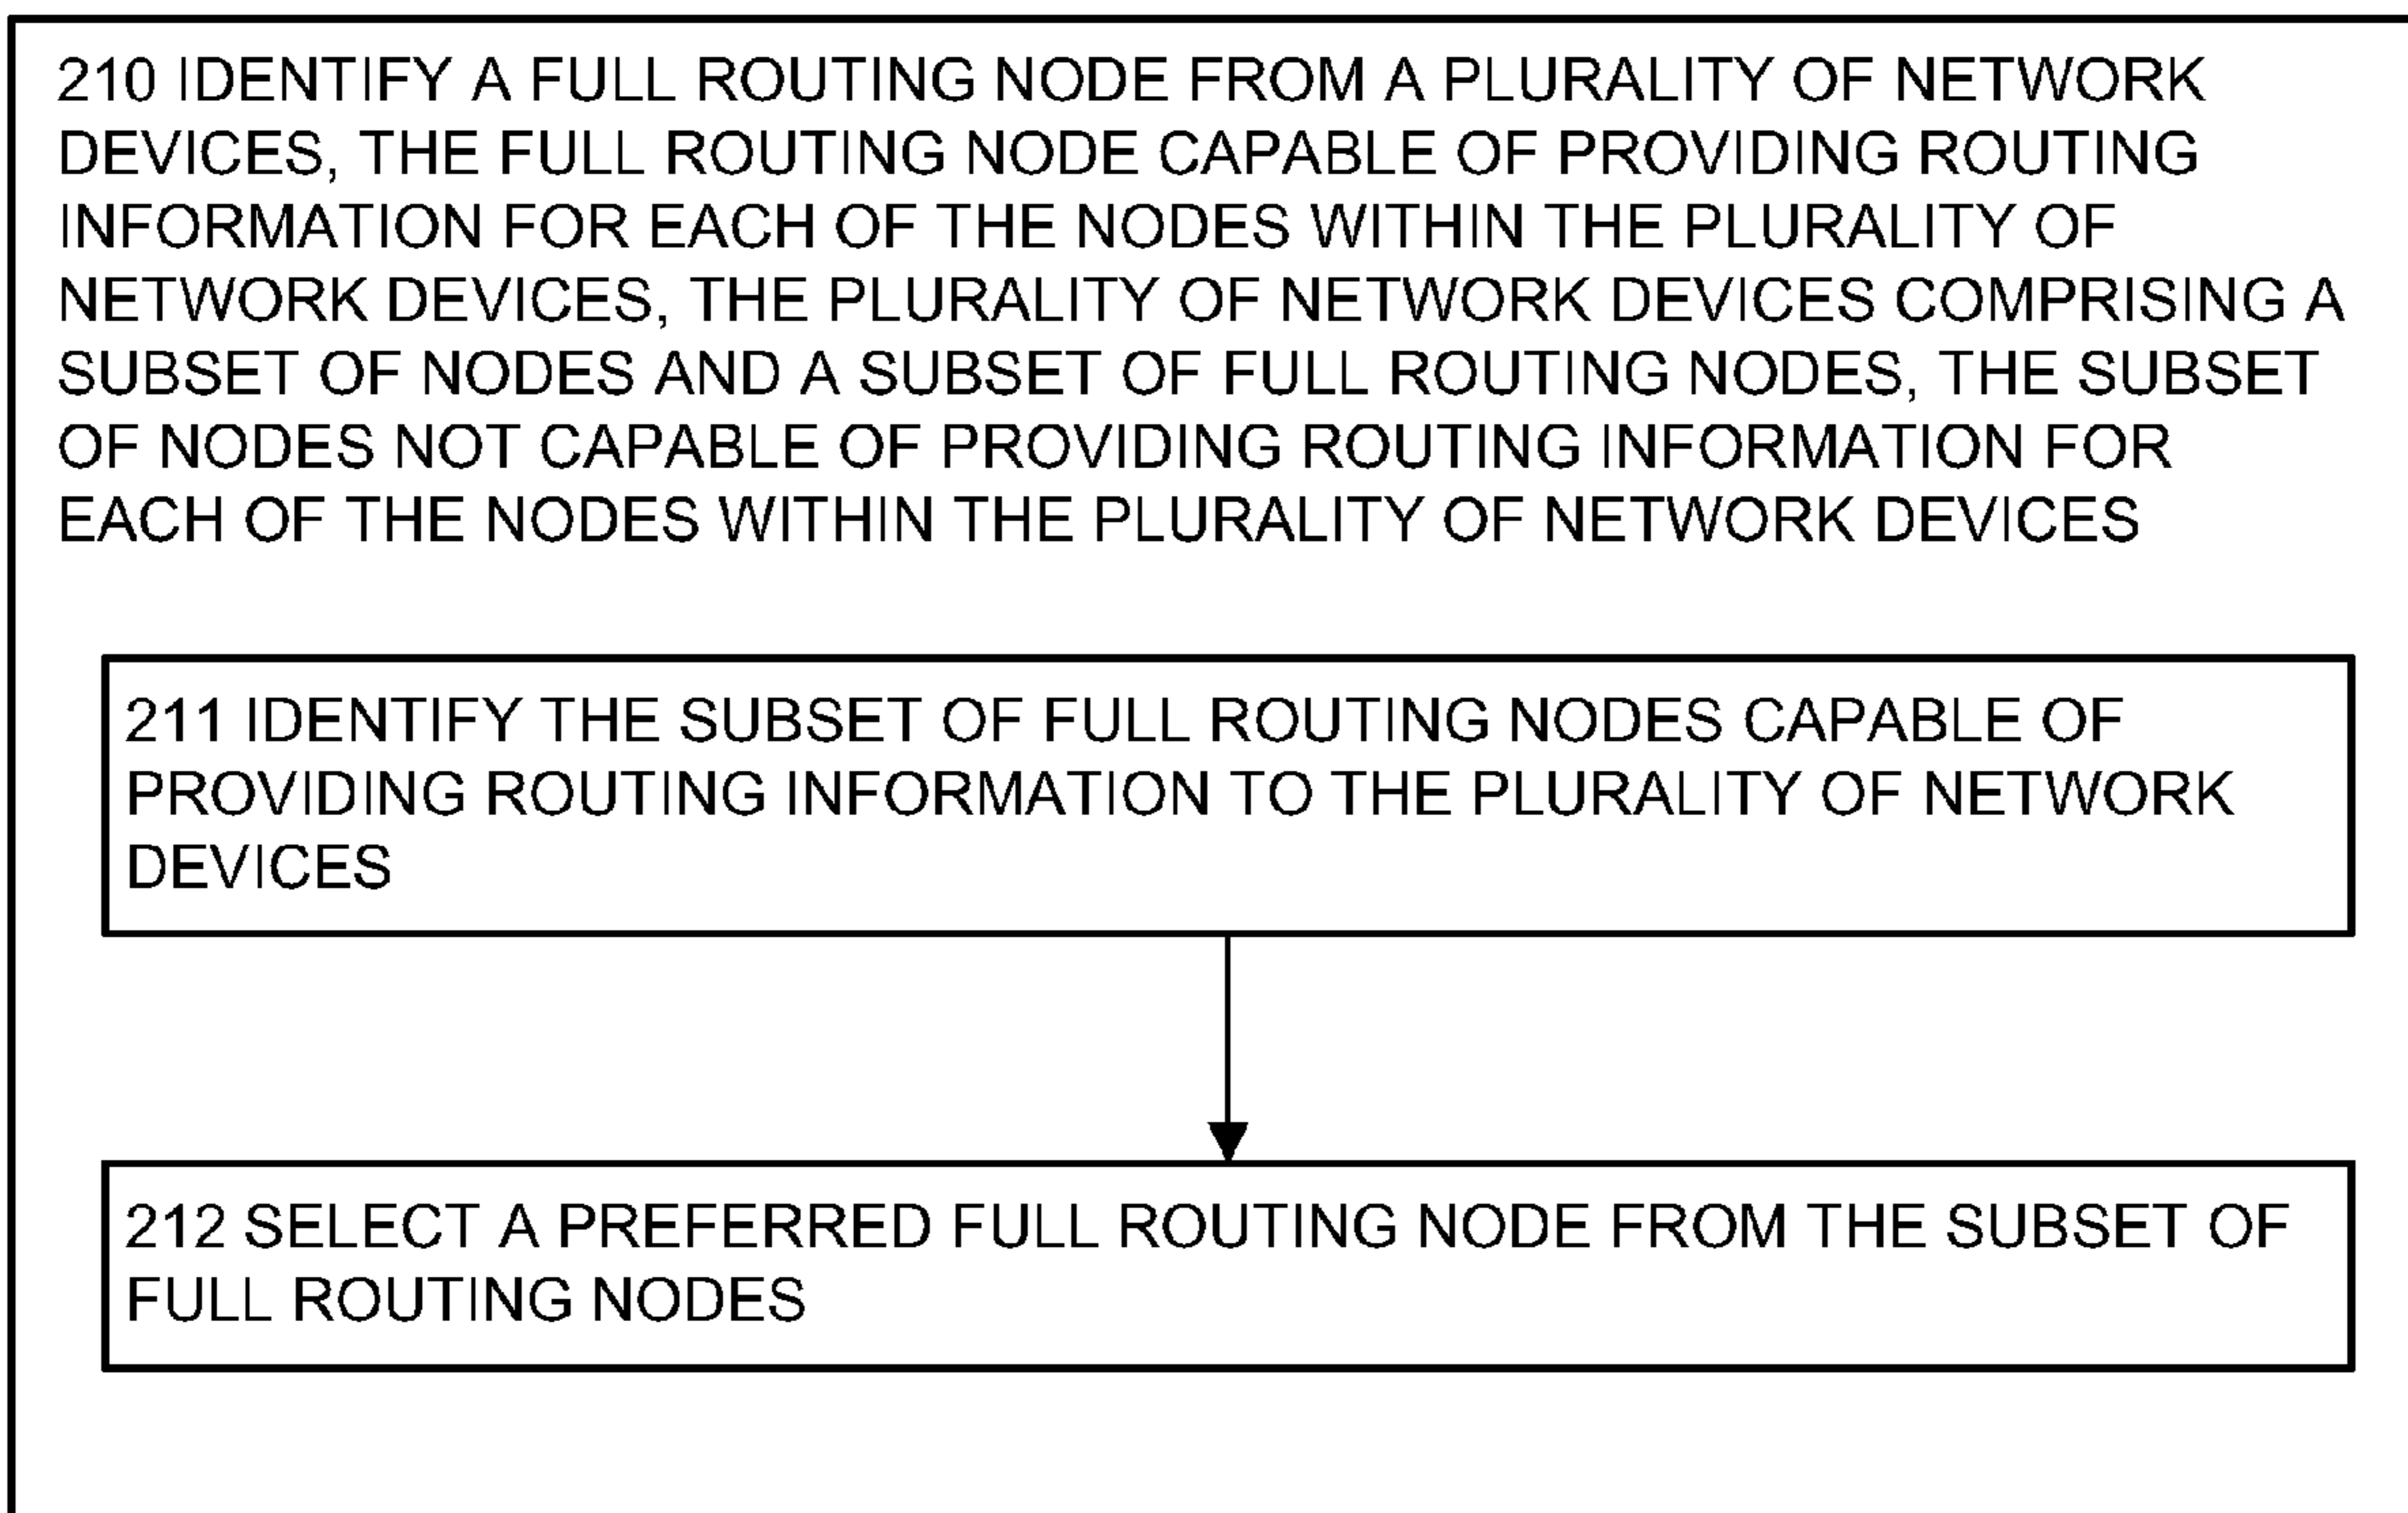 210 IDENTIFY A FULL ROUTING NODE FROM A PLURALITY OF NETWORK
DEVICES, THE FULL ROUTING NODE CAPABLE OF PROVIDING ROUTING
INFORMATION FOR EACH OF THE NODES WITHIN THE PLURALITY OF
NETWORK DEVICES, THE PLURALITY OF NETWORK DEVICES COMPRISING A
SUBSET OF NODES AND A SUBSET OF FULL ROUTING NODES, THE SUBSET
OF NODES NOT CAPABLE OF PROVIDING ROUTING INFORMATION FOR
EACH OF THE NODES WITHIN THE PLURALITY OF NETWORK DEVICES
211 IDENTIFY THE SUBSET OF FULL ROUTING NODES CAPABLE OF
PROVIDING ROUTING INFORMATION TO THE PLURALITY OF NETWORK
DEVICES
212 SELECT A PREFERRED FULL ROUTING NODE FROM THE SUBSET OF
FULL ROUTING NODES